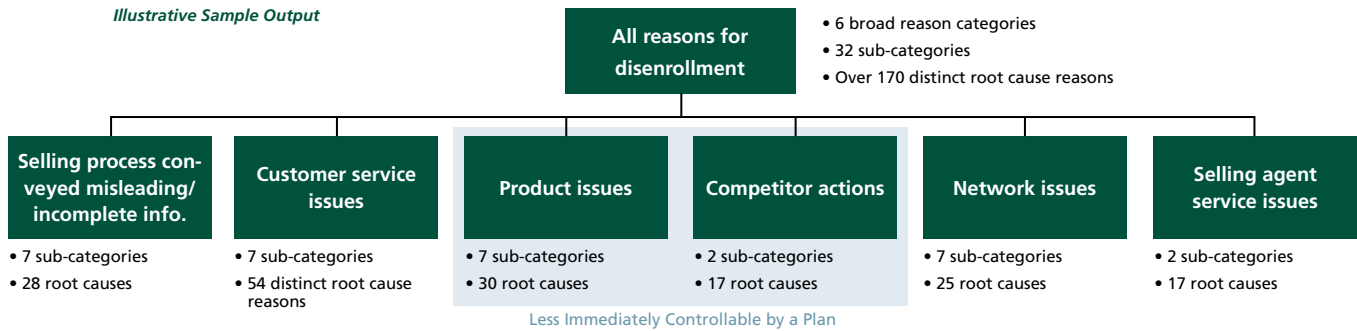 Illustrative Sample Output
All reasons for
disenrollment
• 6 broad reason categories
• 32 sub-categories
• Over 170 distinct root cause reasons
Selling process con-
veyed misleading/
incomplete info.
• 7 sub-categories
• 28 root causes
Customer service
issues
• 7 sub-categories
• 54 distinct root cause
reasons
Product issues
• 7 sub-categories
• 30 root causes
Competitor actions
• 2 sub-categories
• 17 root causes
Network issues
• 7 sub-categories
• 25 root causes
Selling agent
service issues
• 2 sub-categories
• 17 root causes
Less Immediately Controllable by a Plan